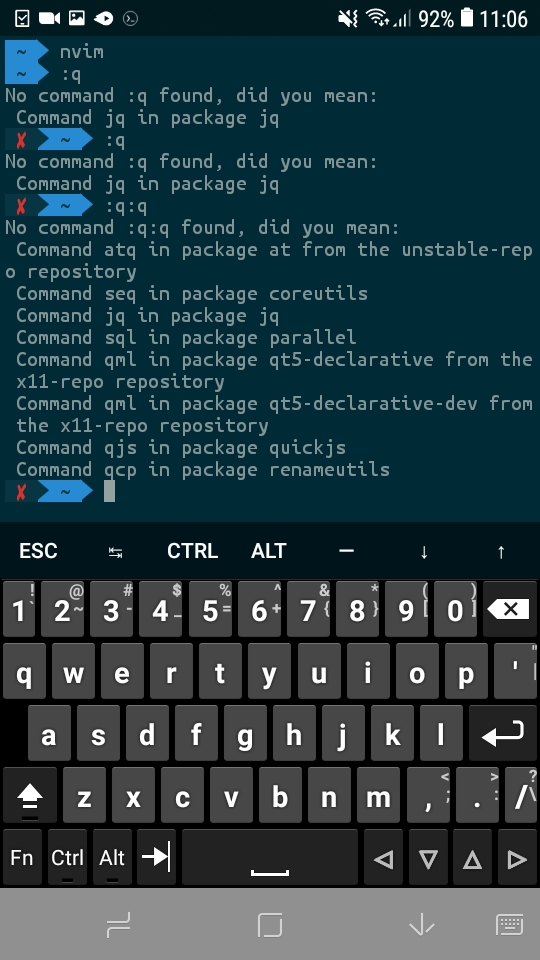 92% 11:06
~ nvim
~ :q
No command :q found, did you mean:
Command jq in package jq
✗ ~ :q
No command :q found, did you mean:
Command jq in package jq
✗ ~ :q:q
No command :q:q found, did you mean:
Command atq in package at from the unstable-rep
o repository
Command seq in package coreutils
Command jq in package jq
Command sql in package parallel
Command qml in package qt5-declarative from the
x11-repo repository
Command qml in package qt5-declarative-dev from
the x11-repo repository
Command qjs in package quickjs
Command qcp in package renameutils
✗ ~
ESC ↹ CTRL ALT — ↓ ↑
1 ! ` 2 @ ~ 3 # - 4 $ _ 5 % = 6 ^ + 7 & { 8 * } 9 ( [ 0 ) ]
q w e r t y u i o p ' " |
a s d f g h j k l
z x c v b n m , < ; . > : / ? \
Fn Ctrl Alt